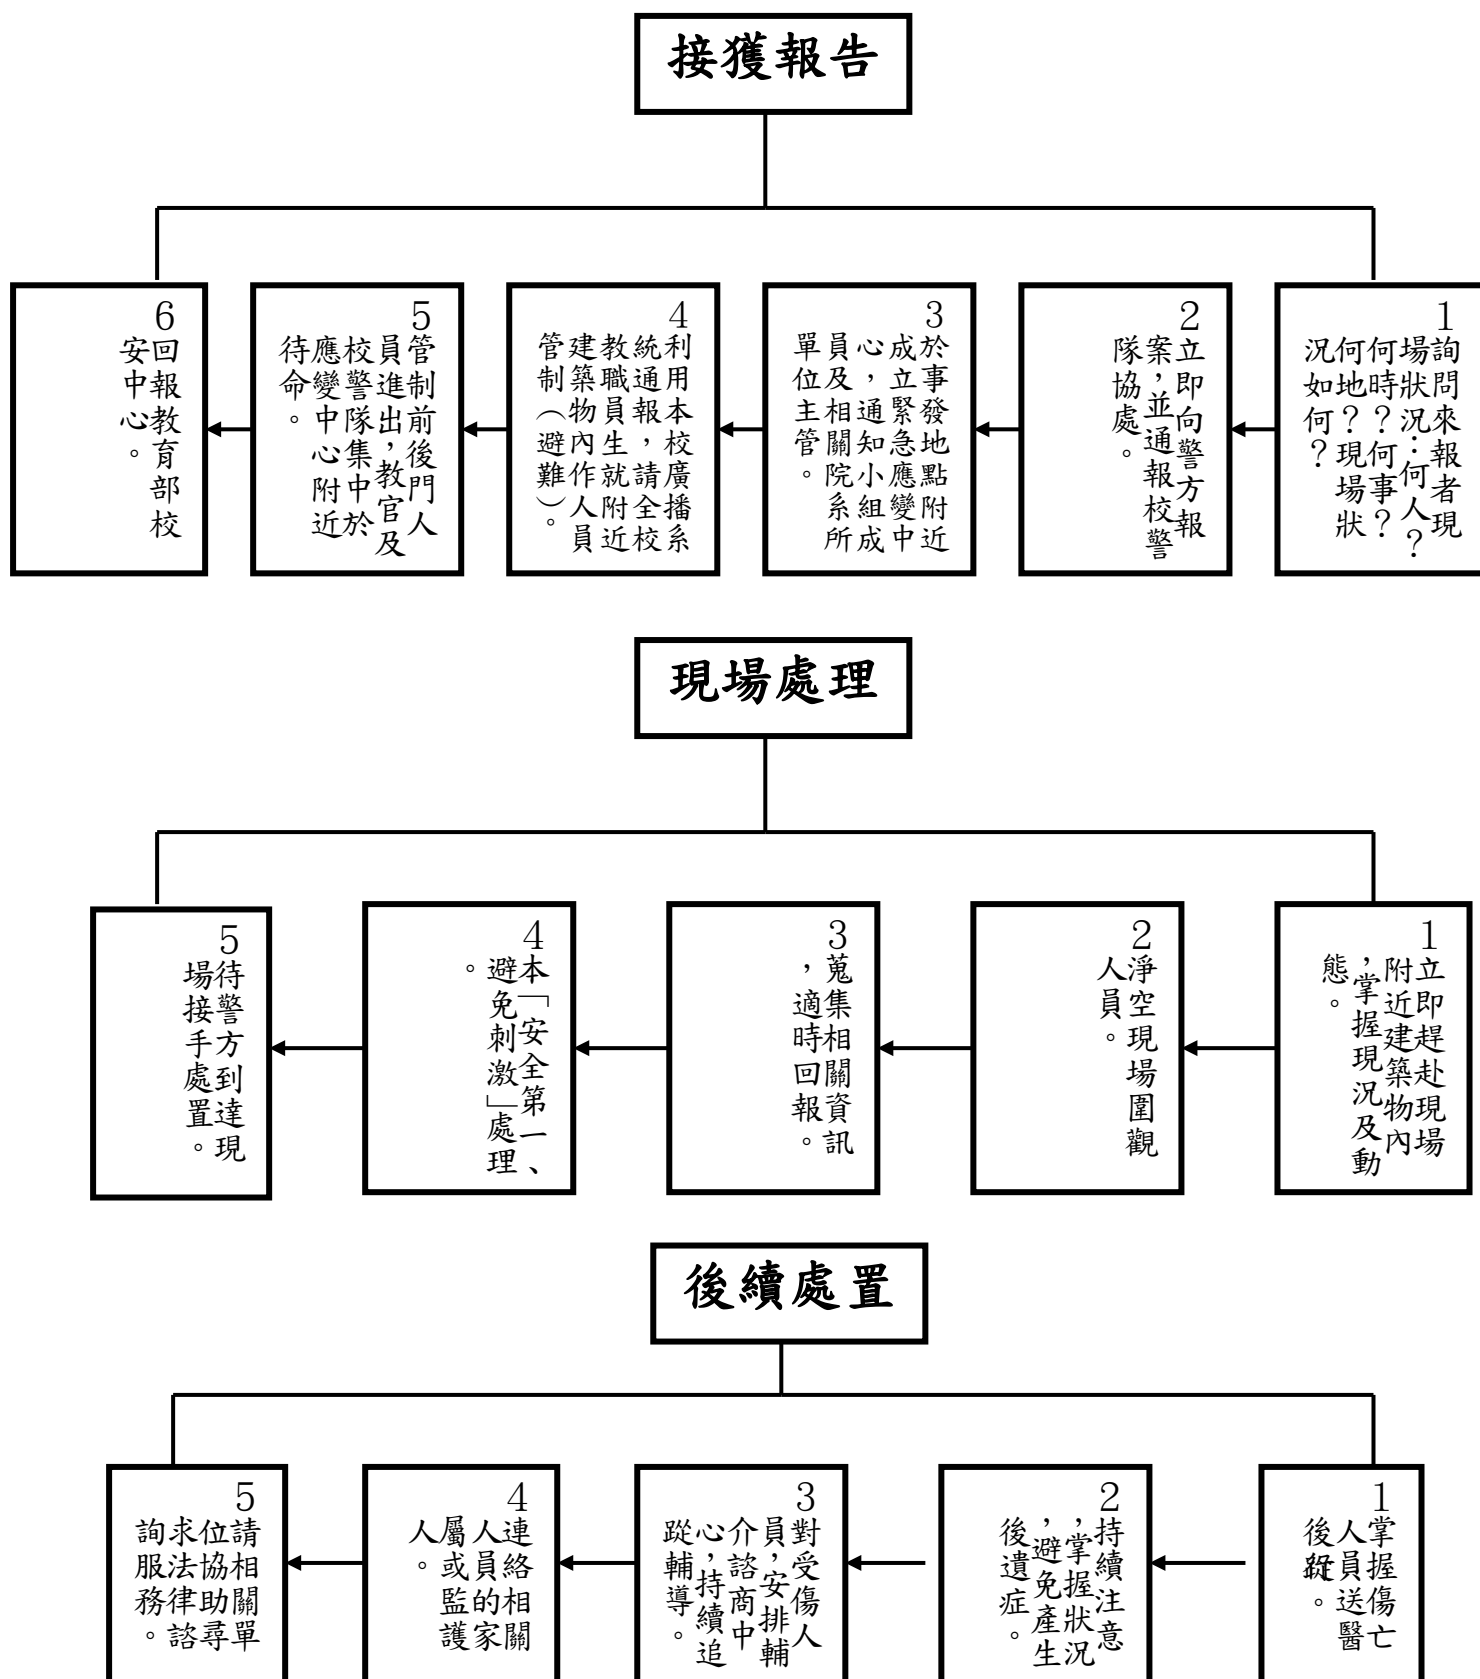 接獲報告
1
詢問來報者現
場狀況：何人？
何時？何事？
何地？現場狀
況如何？
2
立即向警方報
案，並通報校警
隊協處。
3
於事發地點附近
成立緊急應變中
心，通知小組成
員及相關院系所
單位主管。
4
利用本校廣播系
統通報，請全校
教職員生就附近
建築物內作人員
管制（避難）。
5
管制前後門人
員進出，教官及
校警隊集中於
應變中心附近
待命。
6
回報教育部校
安中心。
現場處理
1
立即趕赴現場
附近建築物內
，掌握現況及動
態。
2
淨空現場圍觀
人員。
3
蒐集相關資訊
，適時回報。
4
本「安全第一、
避免刺激」處理
。
5
待警方到達現
場接手處置。
後續處置
1
掌握傷亡
人員送醫
後。
2
持續注意
，掌握狀況
，避免產生
後遺症。
3
對受傷人
員，安排輔
介諮商中
心，持續追
蹤輔導。
4
連絡相關
人員的家
屬或監護
人。
5
請相關單
位協助尋
求法律諮
詢服務。